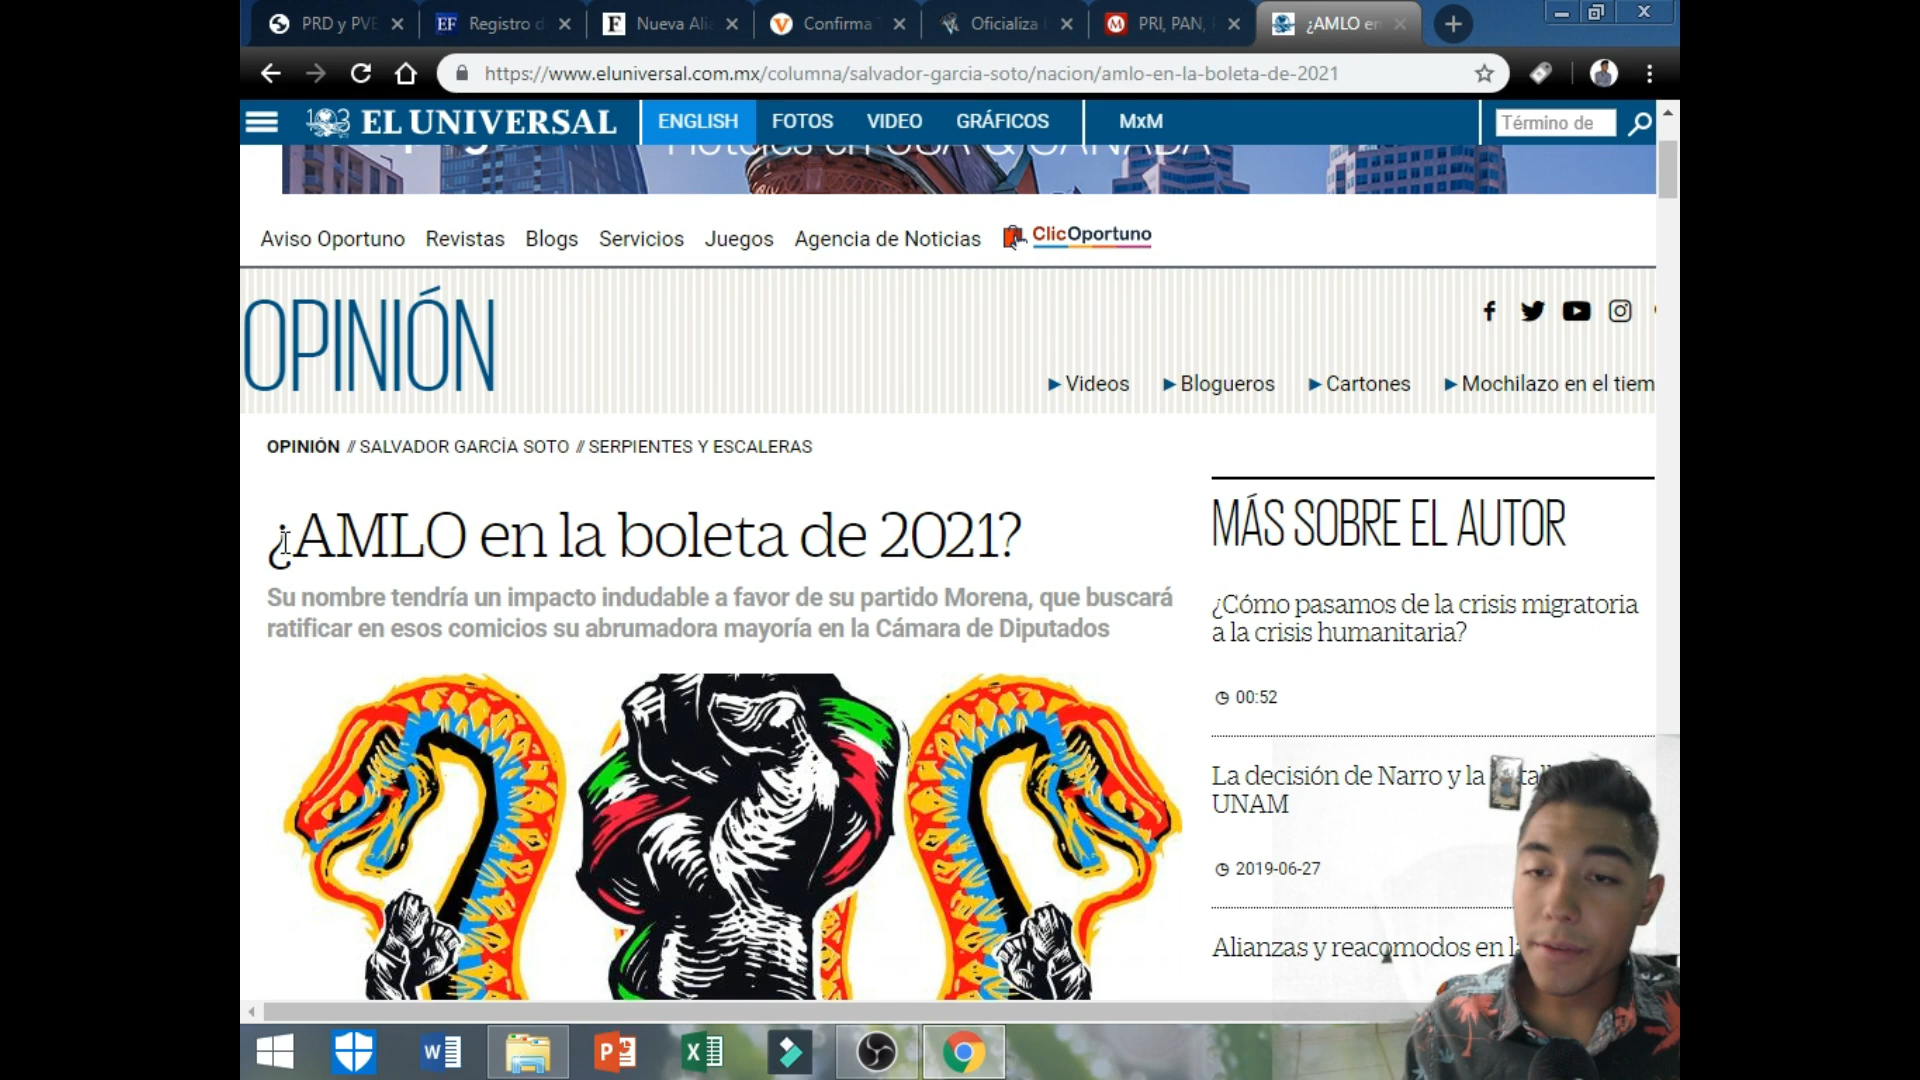 PRD y PVE
Registro d
Nueva Ali
Confirma
Oficializa
PRI, PAN,
¿AMLO en
https://www.eluniversal.com.mx/columna/salvador-garcia-soto/nacion/amlo-en-la-boleta-de-2021
103 EL UNIVERSAL
ENGLISH FOTOS VIDEO GRÁFICOS MxM
Término de
Hoteles en USA & CANADA
Aviso Oportuno Revistas Blogs Servicios Juegos Agencia de Noticias ClicOportuno
OPINIÓN
Videos Blogueros Cartones Mochilazo en el tiem
OPINIÓN // SALVADOR GARCÍA SOTO // SERPIENTES Y ESCALERAS
¿AMLO en la boleta de 2021?
Su nombre tendría un impacto indudable a favor de su partido Morena, que buscará
ratificar en esos comicios su abrumadora mayoría en la Cámara de Diputados
MÁS SOBRE EL AUTOR
¿Cómo pasamos de la crisis migratoria
a la crisis humanitaria?
00:52
La decisión de Narro y la
UNAM
2019-06-27
Alianzas y reacomodos en l